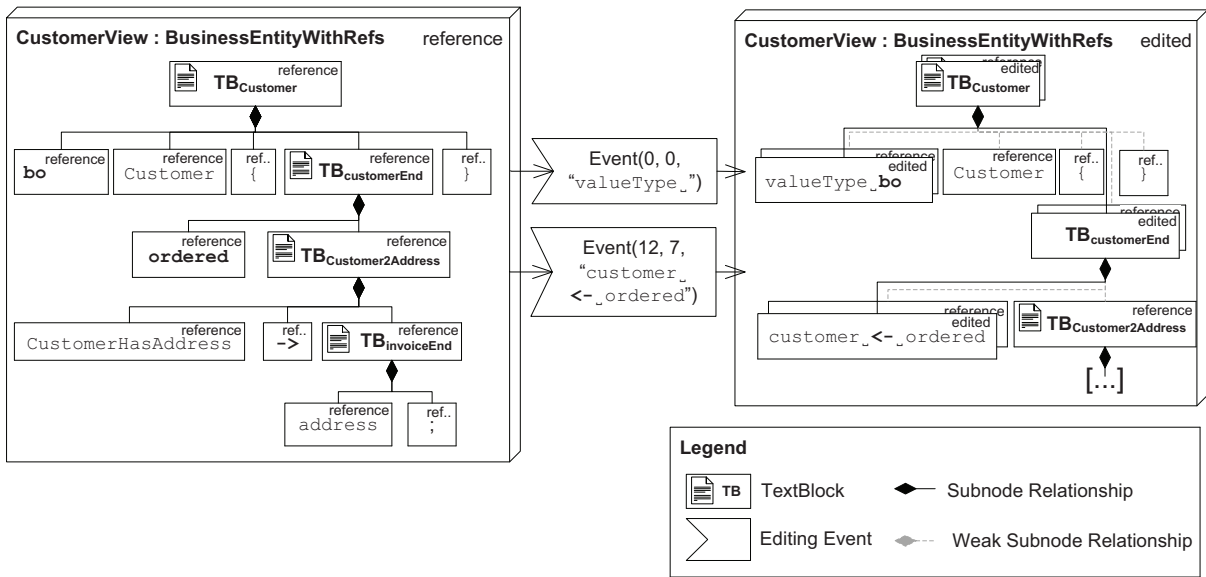 CustomerView : BusinessEntityWithRefs reference
reference
TBCustomer
reference
bo
reference
Customer
ref..
{
reference
TBcustomerEnd
ref..
}
reference
ordered
reference
TBCustomer2Address
reference
CustomerHasAddress
ref..
->
reference
TBinvoiceEnd
reference
address
ref..
;
Event(0, 0,
“valueType␣”)
Event(12, 7,
“customer␣
<-␣ordered”)
CustomerView : BusinessEntityWithRefs edited
reference
edited
TBCustomer
reference
edited
valueType␣bo
reference
Customer
ref..
{
ref..
}
reference
edited
TBcustomerEnd
reference
edited
customer␣<-␣ordered
reference
TBCustomer2Address
[...]
Legend
TB TextBlock
Subnode Relationship
Editing Event
Weak Subnode Relationship